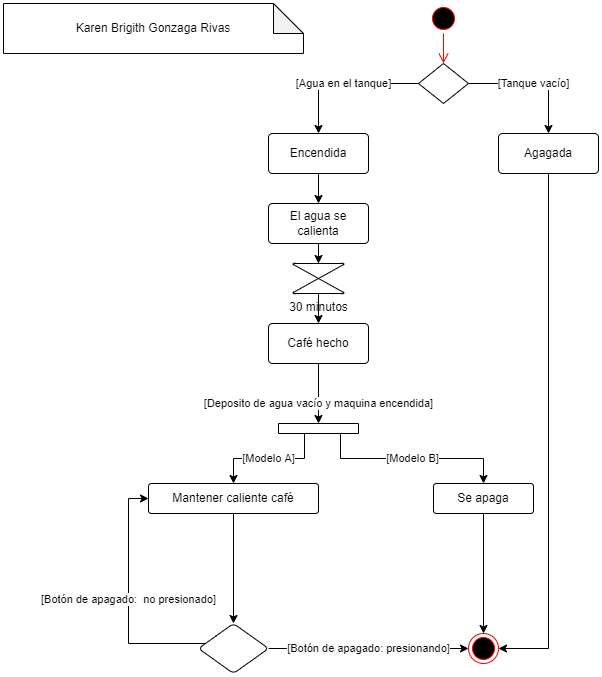 Karen Brigith Gonzaga Rivas
[Agua en el tanque]
[Tanque vacío]
Encendida
Agagada
El agua se
calienta
30 minutos
Café hecho
[Deposito de agua vacío y maquina encendida]
[Modelo A]
[Modelo B]
Mantener caliente café
Se apaga
[Botón de apagado:  no presionado]
[Botón de apagado: presionando]